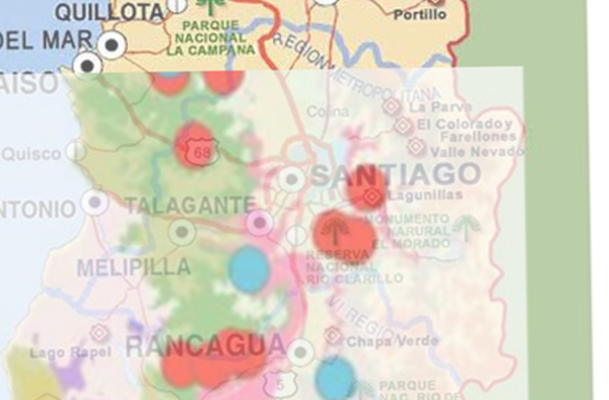 QUILLOTA
Portillo
PARQUE
NACIONAL
LA CAMPANA
DEL MAR
REGION METROPOLITANA
AISO
Colina
La Parva
El Colorado y
Farellones
Quisco
68
Valle Nevado
SANTIAGO
Lagunillas
NTONIO
TALAGANTE
MONUMENTO
NARURAL
EL MORADO
RESERVA
NACIONAL
RIO CLARILLO
MELIPILLA
VI REGION
Lago Rapel
RANCAGUA
Chapa Verde
5
PARQUE
NAC. RIO DE